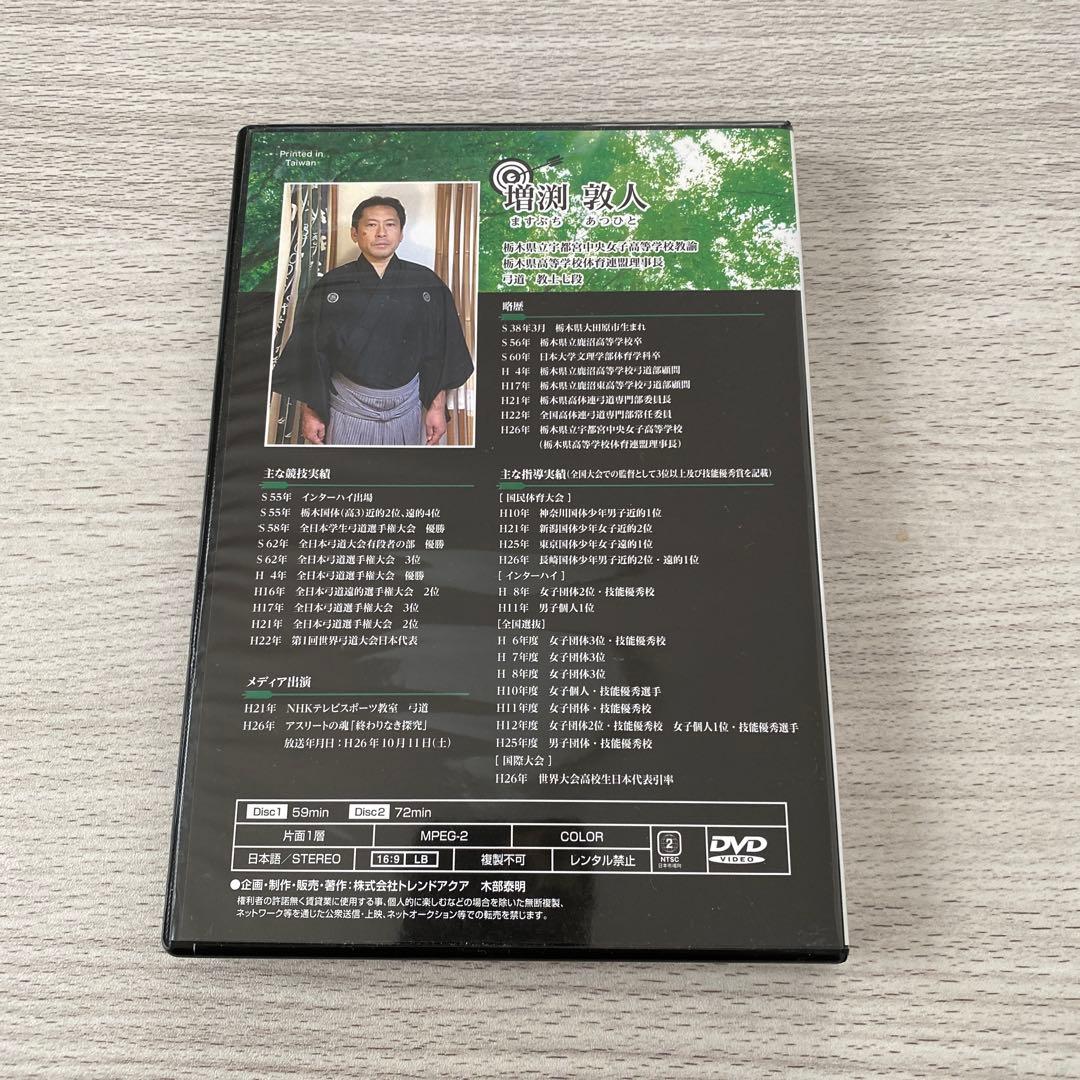 Printed in
Taiwan
増渕 敦人
ますぶち あつひと
栃木県立宇都宮中央女子高等学校教諭
栃木県高等学校体育連盟理事長
弓道 教士七段
略歴
S 38年3月 栃木県大田原市生まれ
S 56年 栃木県立鹿沼高等学校卒
S 60年 日本大学文理学部体育学科卒
H 4年 栃木県立鹿沼高等学校弓道部顧問
H17年 栃木県立鹿沼東高等学校弓道部顧問
H21年 栃木県高体連弓道専門部委員長
H22年 全国高体連弓道専門部常任委員
H26年 栃木県立宇都宮中央女子高等学校
(栃木県高等学校体育連盟理事長)
主な競技実績
S 55年 インターハイ出場
S 55年 栃木国体(高3)近的2位、遠的4位
S 58年 全日本学生弓道選手権大会 優勝
S 62年 全日本弓道大会有段者の部 優勝
S 62年 全日本弓道選手権大会 3位
H 4年 全日本弓道選手権大会 優勝
H16年 全日本弓道遠的選手権大会 2位
H17年 全日本弓道選手権大会 3位
H21年 全日本弓道選手権大会 2位
H22年 第1回世界弓道大会日本代表
メディア出演
H21年 NHKテレビスポーツ教室 弓道
H26年 アスリートの魂「終わりなき探究」
放送年月日:H26年10月11日(土)
主な指導実績(全国大会での監督として3位以上及び技能優秀賞を記載)
[ 国民体育大会 ]
H10年 神奈川国体少年男子近的1位
H21年 新潟国体少年女子近的2位
H25年 東京国体少年女子遠的1位
H26年 長崎国体少年男子近的2位・遠的1位
[ インターハイ ]
H 8年 女子団体2位・技能優秀校
H11年 男子個人1位
[全国選抜]
H 6年度 女子団体3位・技能優秀校
H 7年度 女子団体3位
H 8年度 女子団体3位
H10年度 女子個人・技能優秀選手
H11年度 女子団体・技能優秀校
H12年度 女子団体2位・技能優秀校 女子個人1位・技能優秀選手
H25年度 男子団体・技能優秀校
[ 国際大会 ]
H26年 世界大会高校生日本代表引率
Disc1 59min Disc2 72min
片面1層 MPEG-2 COLOR
日本語／STEREO 16:9 LB 複製不可 レンタル禁止
2
NTSC
日本市場向
DVD
VIDEO
●企画・制作・販売・著作:株式会社トレンドアクア 木部泰明
権利者の許諾無く賃貸業に使用する事、個人的に楽しむなどの場合を除いた無断複製、
ネットワーク等を通じた公衆送信・上映、ネットオークション等での転売を禁じます。